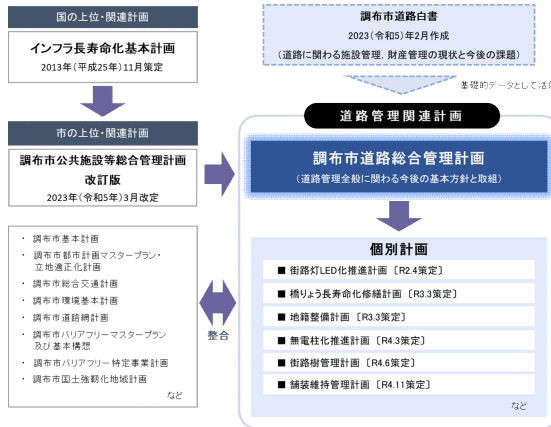 国の上位・関連計画
インフラ長寿命化基本計画
2013年(平成25年)11月策定
市の上位・関連計画
調布市公共施設等総合管理計画
改訂版
2023年(令和5年)3月改定
・ 調布市基本計画
・ 調布市都市計画マスタープラン・
立地適正化計画
・ 調布市総合交通計画
・ 調布市環境基本計画
・ 調布市道路網計画
・ 調布市バリアフリーマスタープラン
及び基本構想
・ 調布市バリアフリー特定事業計画
・ 調布市国土強靱化地域計画
など
整合
調布市道路白書
2023(令和5)年2月作成
(道路に関わる施設管理、財産管理の現状と今後の課題)
基礎的データとして活用
道路管理関連計画
調布市道路総合管理計画
(道路管理全般に関わる今後の基本方針と取組)
個別計画
■ 街路灯LED化推進計画 〔R2.4策定〕
■ 橋りょう長寿命化修繕計画 〔R3.3策定〕
■ 地籍整備計画 〔R3.3策定〕
■ 無電柱化推進計画 〔R4.3策定〕
■ 街路樹管理計画 〔R4.6策定〕
■ 舗装維持管理計画 〔R4.11策定〕
など